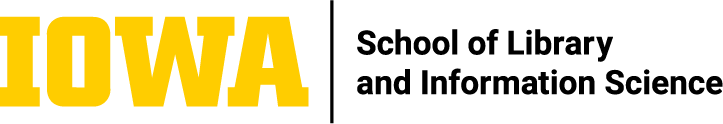 IOWA
School of Library
and Information Science